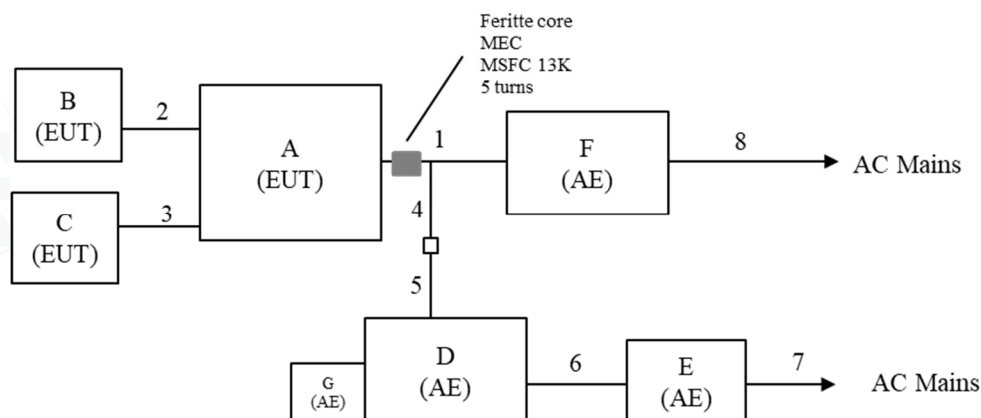 Feritte core
MEC
MSFC 13K
5 turns
B
(EUT)
2
A
(EUT)
1
F
(AE)
8
AC Mains
C
(EUT)
3
4
5
D
(AE)
G
(AE)
6
E
(AE)
7
AC Mains